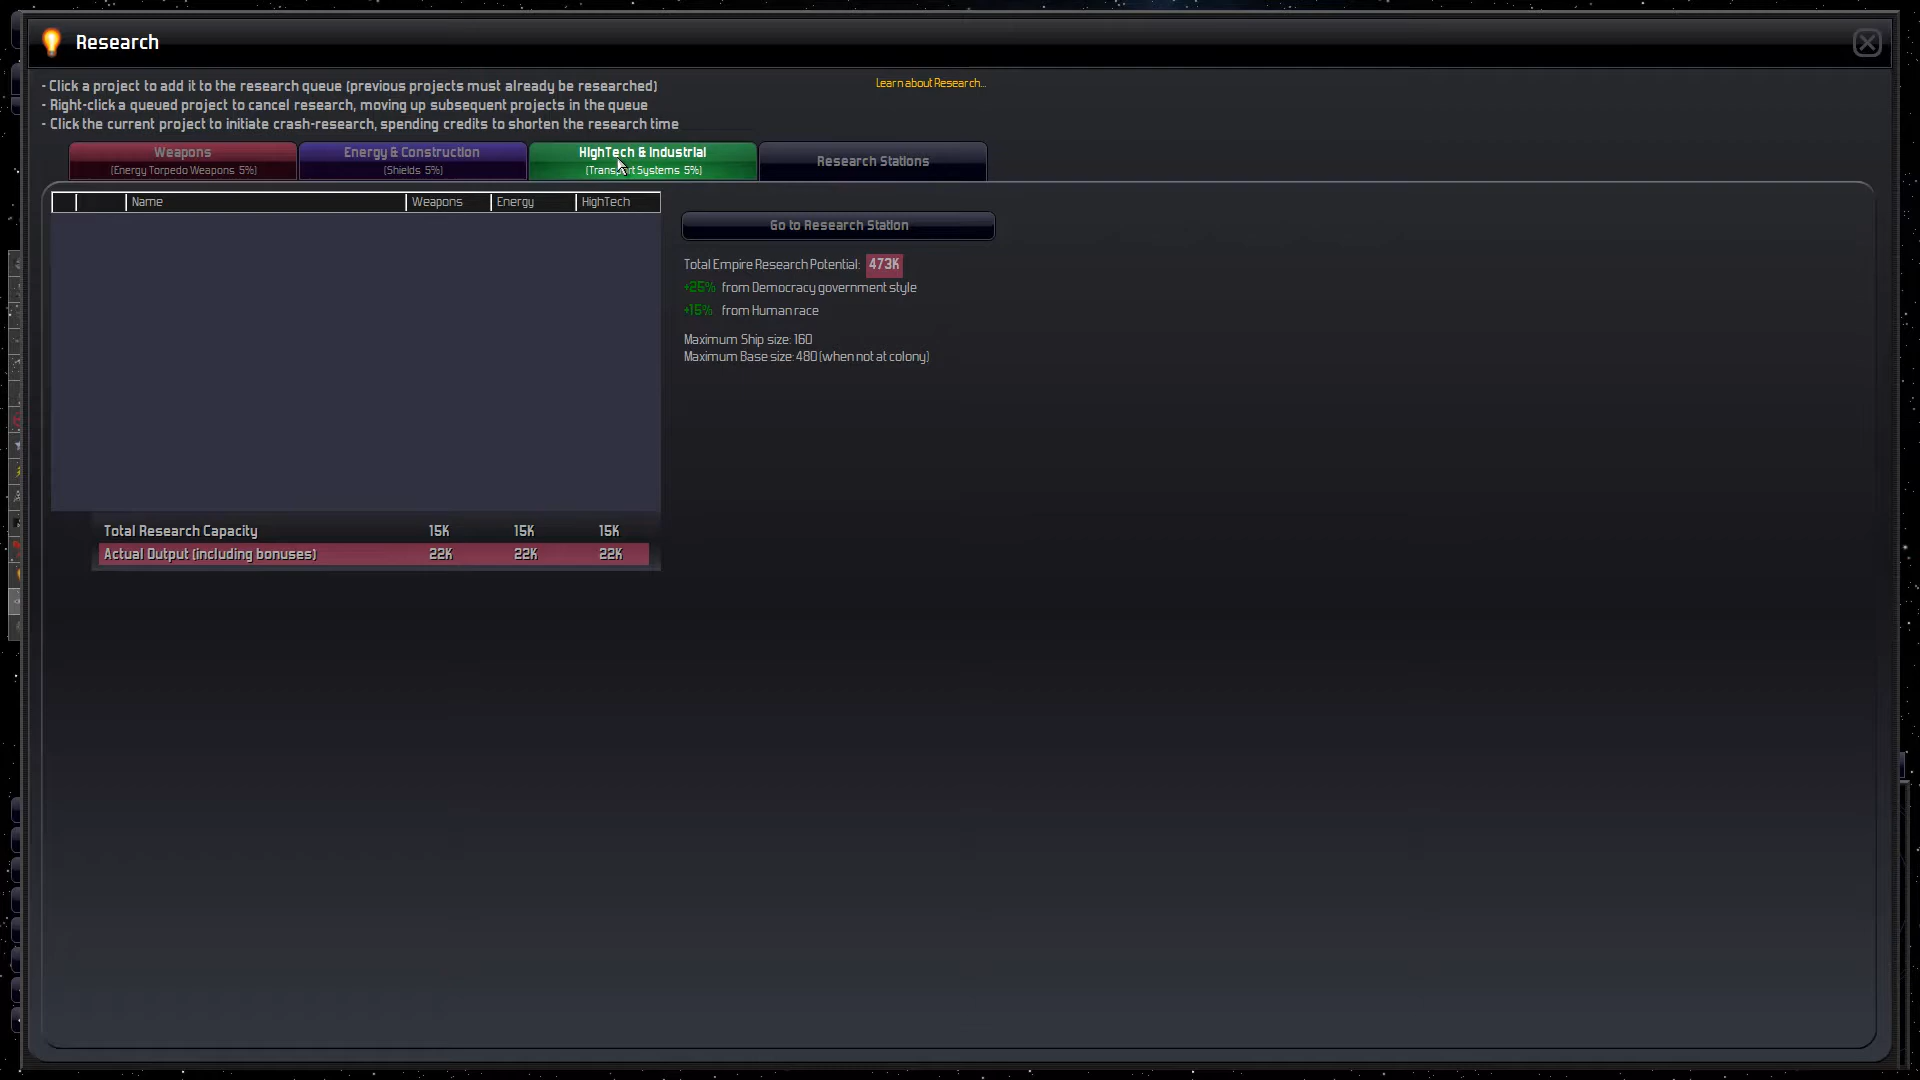 Research
- Click a project to add it to the research queue (previous projects must already be researched)
Learn about Research...
- Right-click a queued project to cancel research, moving up subsequent projects in the queue
- Click the current project to initiate crash-research, spending credits to shorten the research time
Weapons
(Energy Torpedo Weapons 5%)
Energy & Construction
(Shields 5%)
HighTech & Industrial
(Transport Systems 5%)
Research Stations
Name Weapons Energy HighTech
Go to Research Station
Total Empire Research Potential: 473K
+25% from Democracy government style
+15% from Human race
Maximum Ship size: 160
Maximum Base size: 480 (when not at colony)
Total Research Capacity 15K 15K 15K
Actual Output (including bonuses) 22K 22K 22K